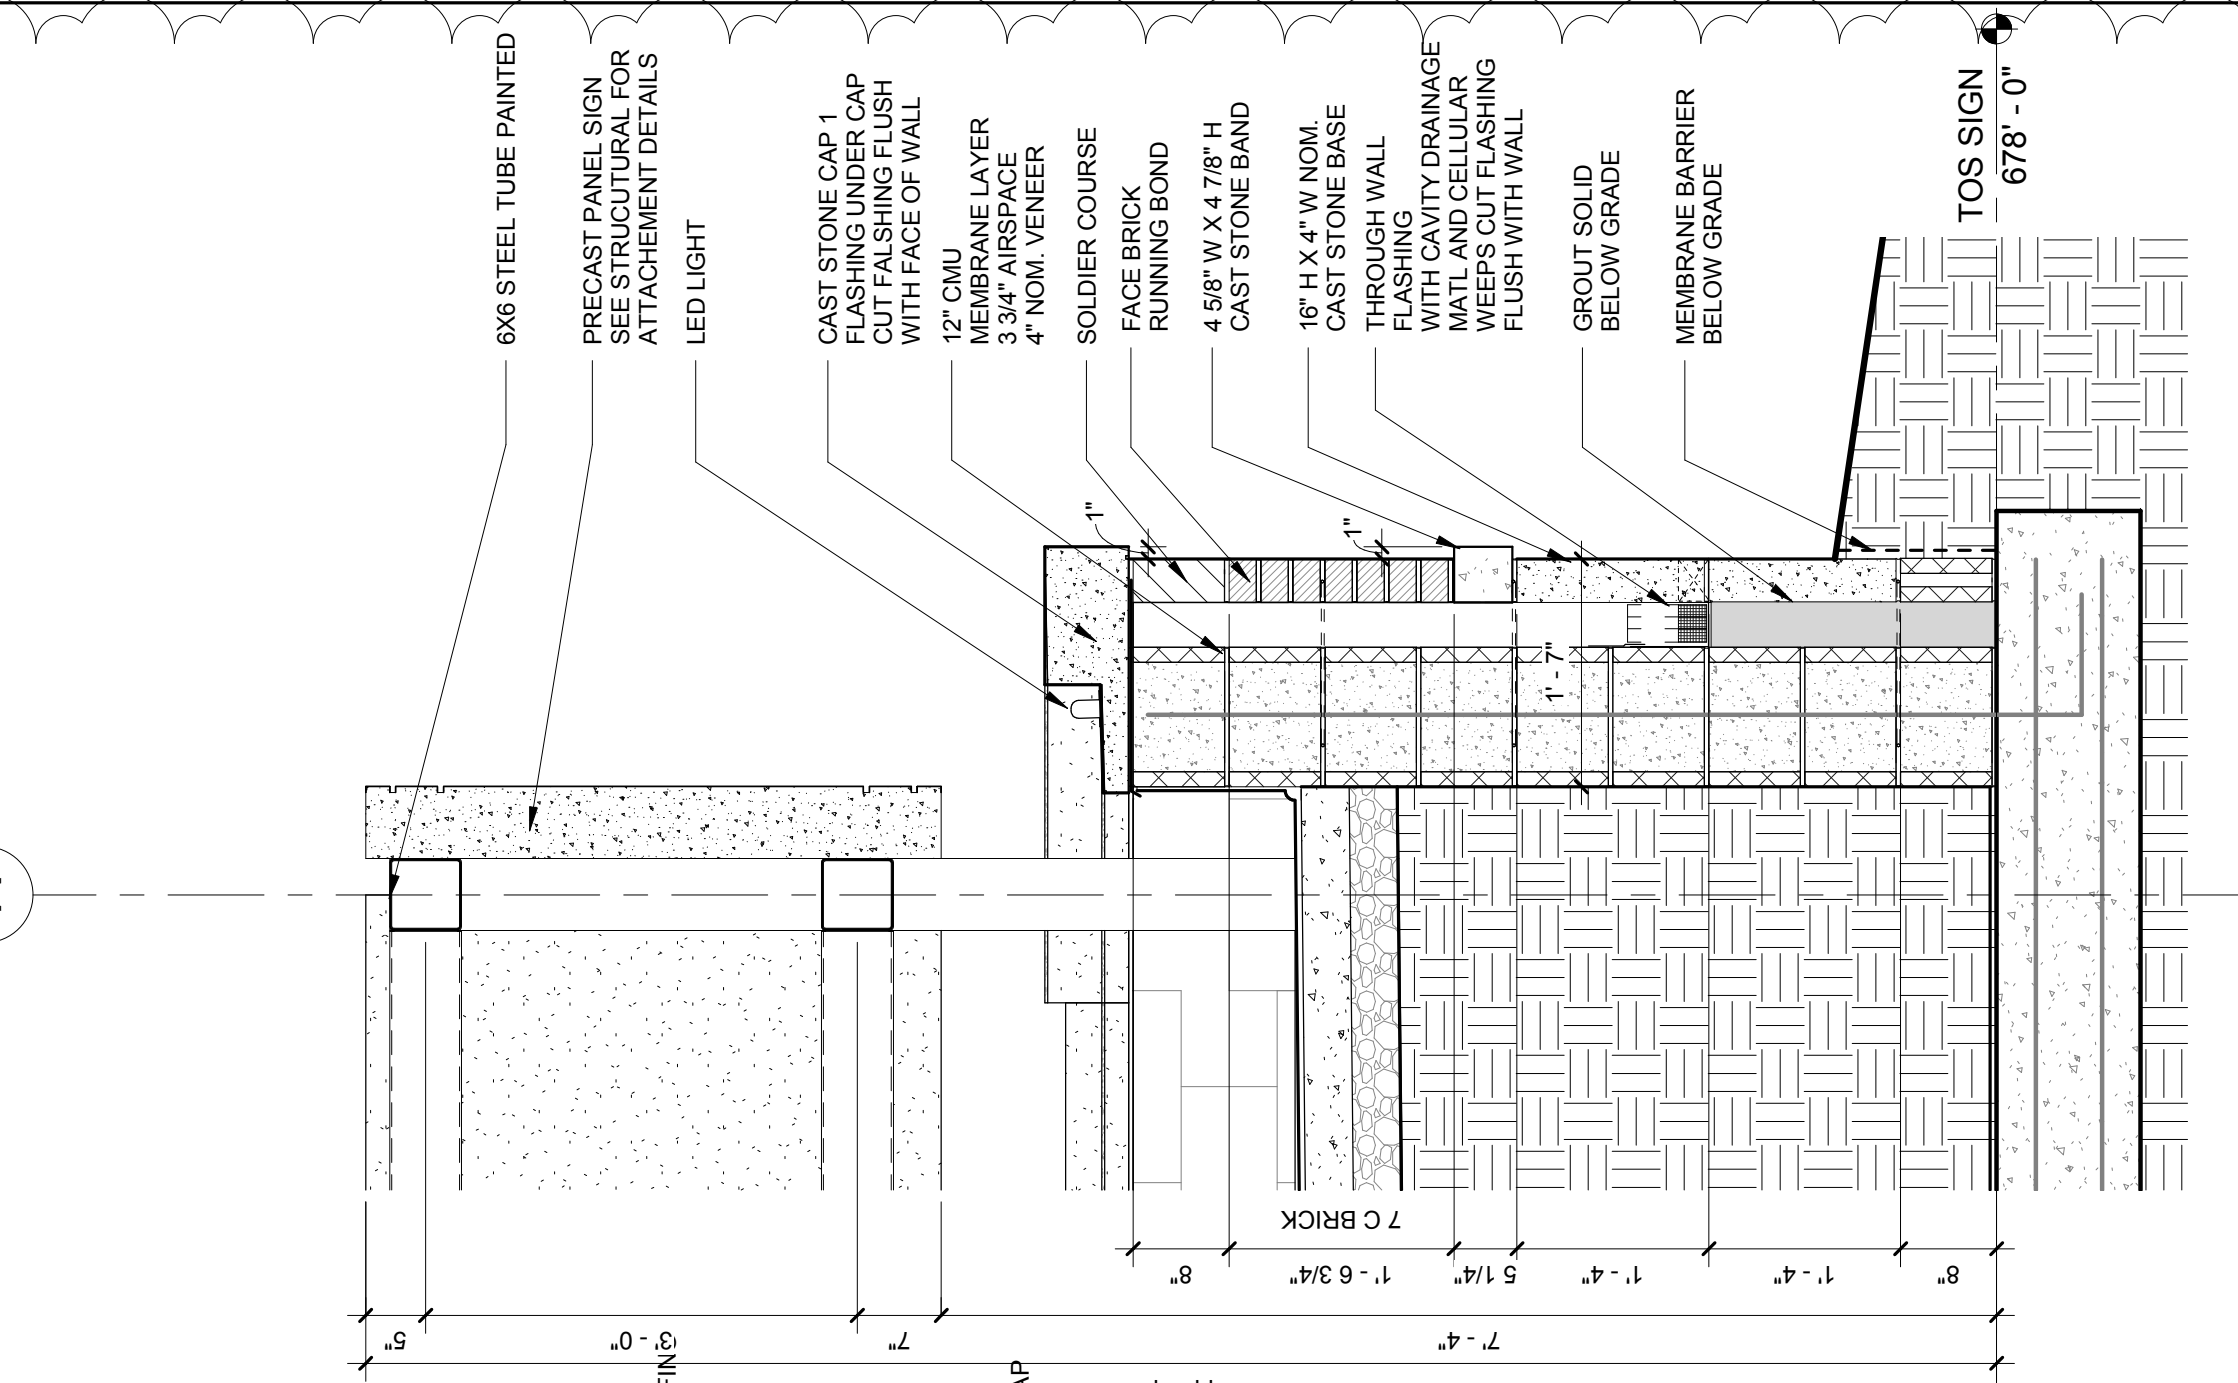 6X6 STEEL TUBE PAINTED
PRECAST PANEL SIGN
SEE STRUCUTURAL FOR
ATTACHEMENT DETAILS
LED LIGHT
CAST STONE CAP 1
FLASHING UNDER CAP
CUT FALSHING FLUSH
WITH FACE OF WALL
12" CMU
MEMBRANE LAYER
3 3/4" AIRSPACE
4" NOM. VENEER
SOLDIER COURSE
FACE BRICK
RUNNING BOND
4 5/8" W X 4 7/8" H
CAST STONE BAND
16" H X 4" W NOM.
CAST STONE BASE
THROUGH WALL
FLASHING
WITH CAVITY DRAINAGE
MATL AND CELLULAR
WEEPS CUT FLASHING
FLUSH WITH WALL
GROUT SOLID
BELOW GRADE
MEMBRANE BARRIER
BELOW GRADE
TOS SIGN
678' - 0"
1"
1"
1' - 7"
7 C BRICK
8"
1' - 6 3/4"
5 1/4"
1' - 4"
1' - 4"
8"
5"
3' - 0"
7"
7' - 4"
FIN
AP